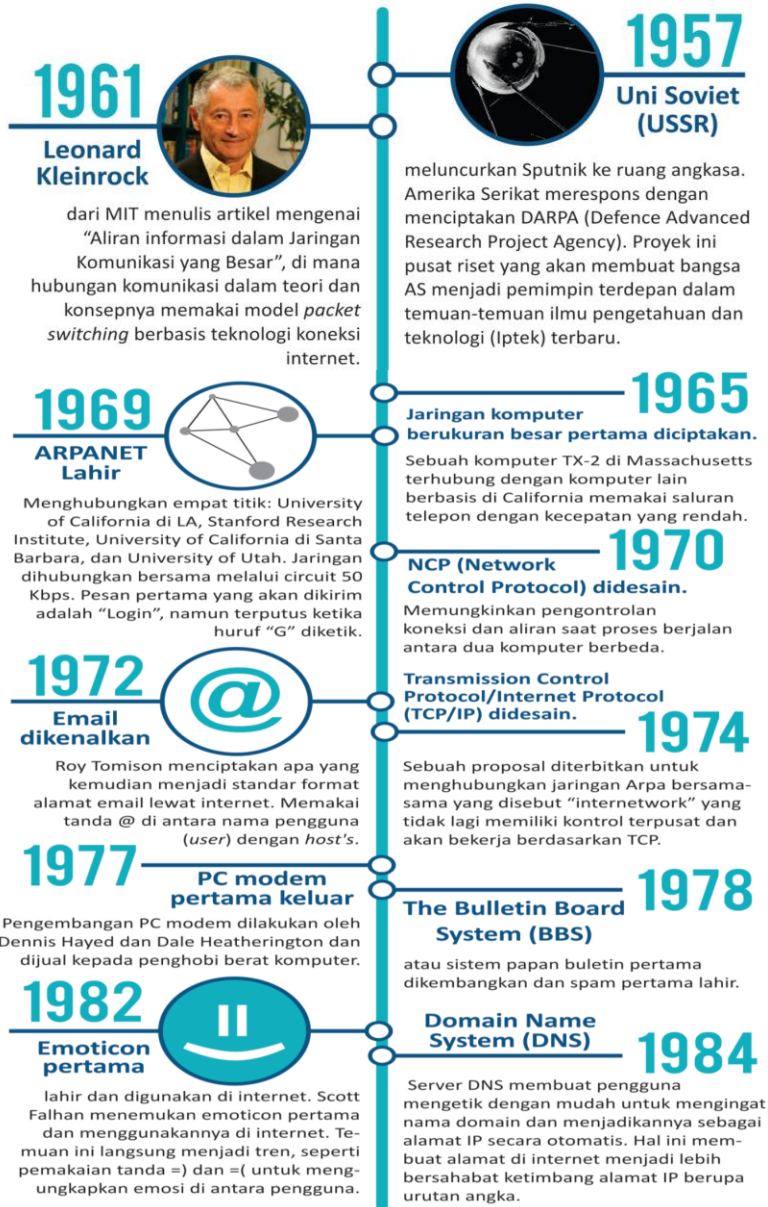 1957
Uni Soviet
(USSR)
meluncurkan Sputnik ke ruang angkasa.
Amerika Serikat merespons dengan
menciptakan DARPA (Defence Advanced
Research Project Agency). Proyek ini
pusat riset yang akan membuat bangsa
AS menjadi pemimpin terdepan dalam
temuan-temuan ilmu pengetahuan dan
teknologi (Iptek) terbaru.
1961
Leonard
Kleinrock
dari MIT menulis artikel mengenai
“Aliran informasi dalam Jaringan
Komunikasi yang Besar”, di mana
hubungan komunikasi dalam teori dan
konsepnya memakai model packet
switching berbasis teknologi koneksi
internet.
1965
Jaringan komputer
berukuran besar pertama diciptakan.
Sebuah komputer TX-2 di Massachusetts
terhubung dengan komputer lain
berbasis di California memakai saluran
telepon dengan kecepatan yang rendah.
1969
ARPANET
Lahir
Menghubungkan empat titik: University
of California di LA, Stanford Research
Institute, University of California di Santa
Barbara, dan University of Utah. Jaringan
dihubungkan bersama melalui circuit 50
Kbps. Pesan pertama yang akan dikirim
adalah “Login”, namun terputus ketika
huruf “G” diketik.
1970
NCP (Network
Control Protocol) didesain.
Memungkinkan pengontrolan
koneksi dan aliran saat proses berjalan
antara dua komputer berbeda.
1972
@
Email
dikenalkan
Roy Tomison menciptakan apa yang
kemudian menjadi standar format
alamat email lewat internet. Memakai
tanda @ di antara nama pengguna
(user) dengan host's.
Transmission Control
Protocol/Internet Protocol
(TCP/IP) didesain.
1974
Sebuah proposal diterbitkan untuk
menghubungkan jaringan Arpa bersama-
sama yang disebut “internetwork” yang
tidak lagi memiliki kontrol terpusat dan
akan bekerja berdasarkan TCP.
1977
PC modem
pertama keluar
Pengembangan PC modem dilakukan oleh
Dennis Hayed dan Dale Heatherington dan
dijual kepada penghobi berat komputer.
1978
The Bulletin Board
System (BBS)
atau sistem papan buletin pertama
dikembangkan dan spam pertama lahir.
1982
Emoticon
pertama
lahir dan digunakan di internet. Scott
Falhan menemukan emoticon pertama
dan menggunakannya di internet. Te-
muan ini langsung menjadi tren, seperti
pemakaian tanda =) dan =( untuk meng-
ungkapkan emosi di antara pengguna.
Domain Name
System (DNS)
1984
Server DNS membuat pengguna
mengetik dengan mudah untuk mengingat
nama domain dan menjadikannya sebagai
alamat IP secara otomatis. Hal ini mem-
buat alamat di internet menjadi lebih
bersahabat ketimbang alamat IP berupa
urutan angka.